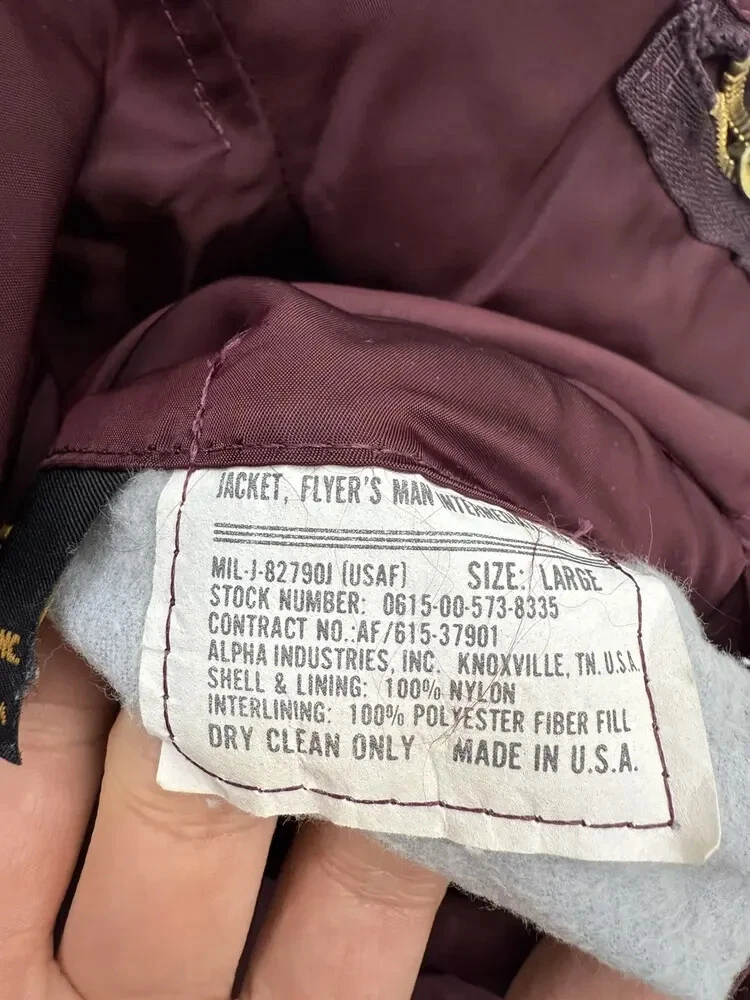 JACKET, FLYER'S MAN INTERMEDIATE
MIL-J-82790J (USAF) SIZE: LARGE
STOCK NUMBER: 0615-00-573-8335
CONTRACT NO.:AF/615-37901
ALPHA INDUSTRIES, INC. KNOXVILLE, TN. U.S.A.
SHELL & LINING: 100% NYLON
INTERLINING: 100% POLYESTER FIBER FILL
DRY CLEAN ONLY MADE IN U.S.A.
NC.